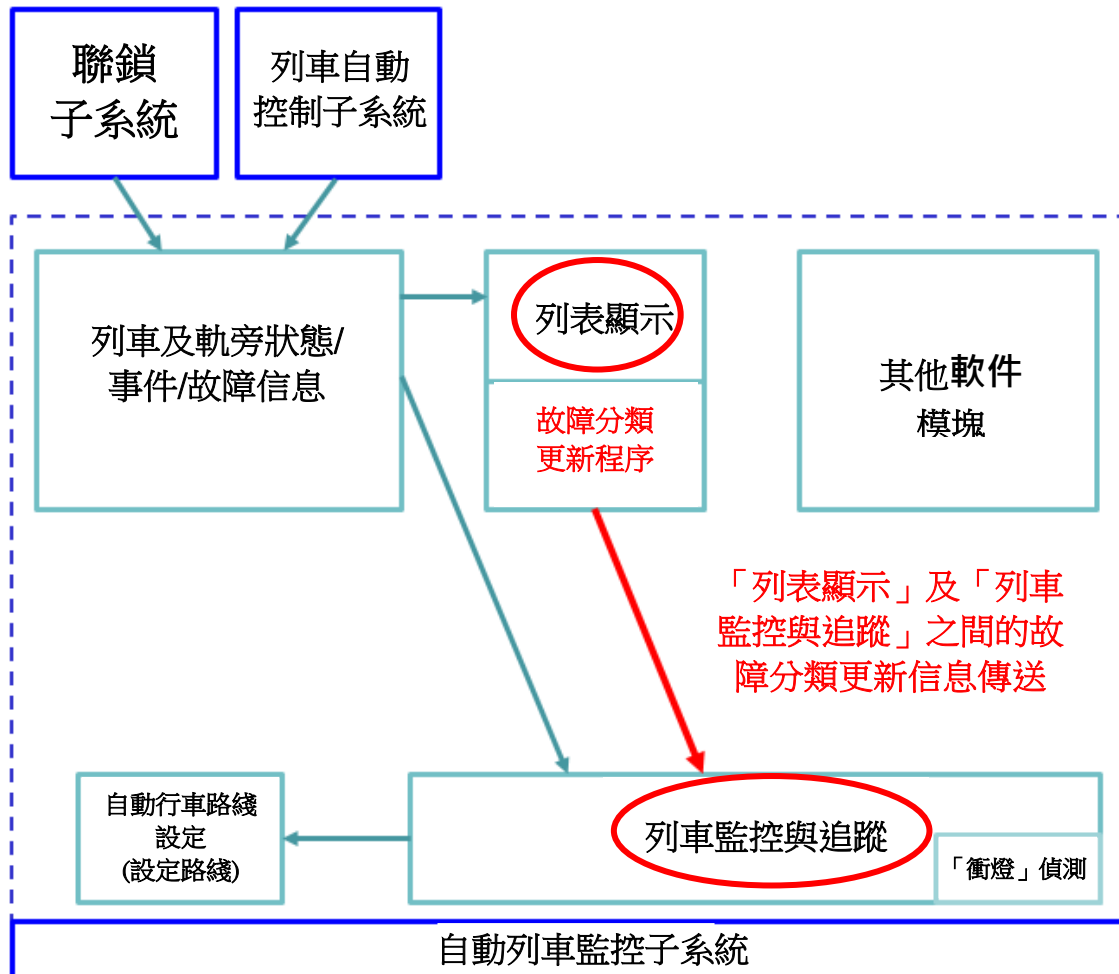 聯鎖
子系統
列車自動
控制子系統
列車及軌旁狀態/
事件/故障信息
列表顯示
故障分類
更新程序
其他軟件
模塊
「列表顯示」及「列車
監控與追蹤」之間的故
障分類更新信息傳送
自動行車路綫
設定
(設定路綫)
列車監控與追蹤
「衝燈」偵測
自動列車監控子系統